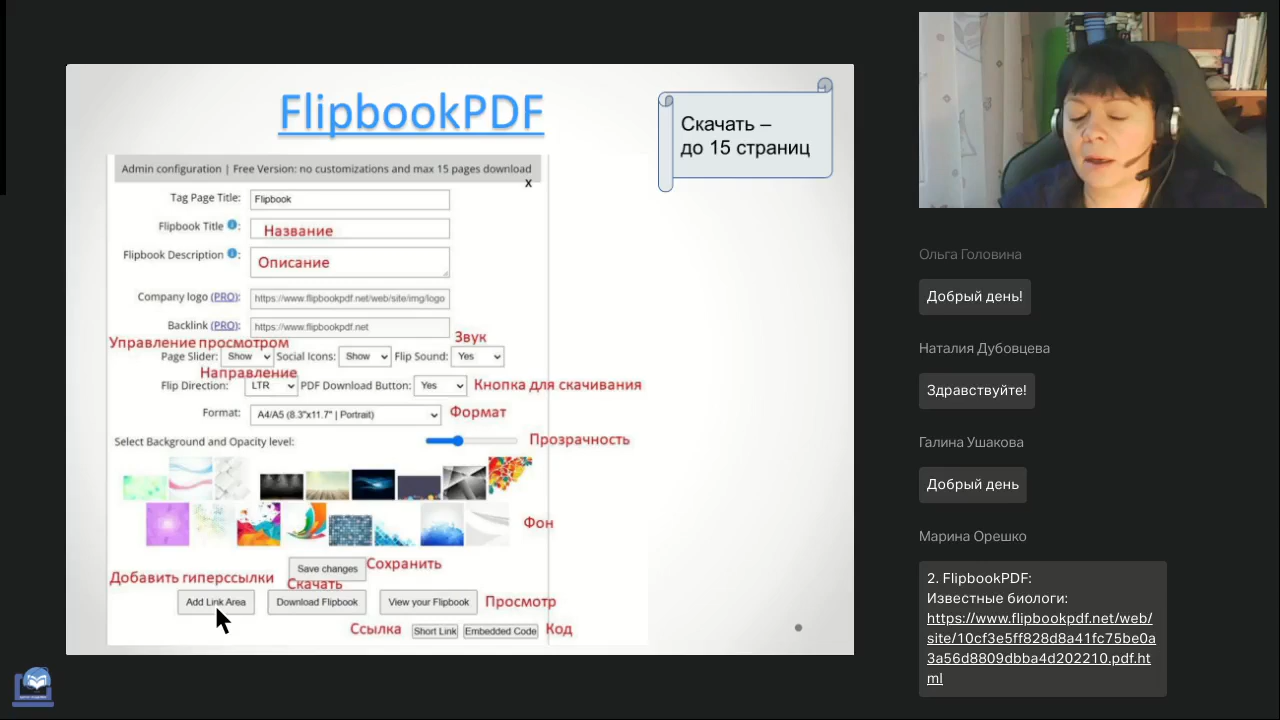 FlipbookPDF
Скачать –
до 15 страниц
Admin configuration | Free Version: no customizations and max 15 pages download
X
Tag Page Title: Flipbook
Flipbook Title : Название
Flipbook Description : Описание
Company logo (PRO): https://www.flipbookpdf.net/web/site/img/logo
Backlink (PRO): https://www.flipbookpdf.net
Управление просмотром Звук
Page Slider: Show Social Icons: Show Flip Sound: Yes
Направление
Flip Direction: LTR PDF Download Button: Yes Кнопка для скачивания
Format: A4/A5 (8.3"x11.7" | Portrait) Формат
Select Background and Opacity level: Прозрачность
Фон
Save changes Сохранить
Добавить гиперссылки Скачать
Add Link Area Download Flipbook View your Flipbook Просмотр
Ссылка Short Link Embedded Code Код
Ольга Головина
Добрый день!
Наталия Дубовцева
Здравствуйте!
Галина Ушакова
Добрый день
Марина Орешко
2. FlipbookPDF:
Известные биологи:
https://www.flipbookpdf.net/web/
site/10cf3e5ff828d8a41fc75be0a
3a56d8809dbba4d202210.pdf.ht
ml